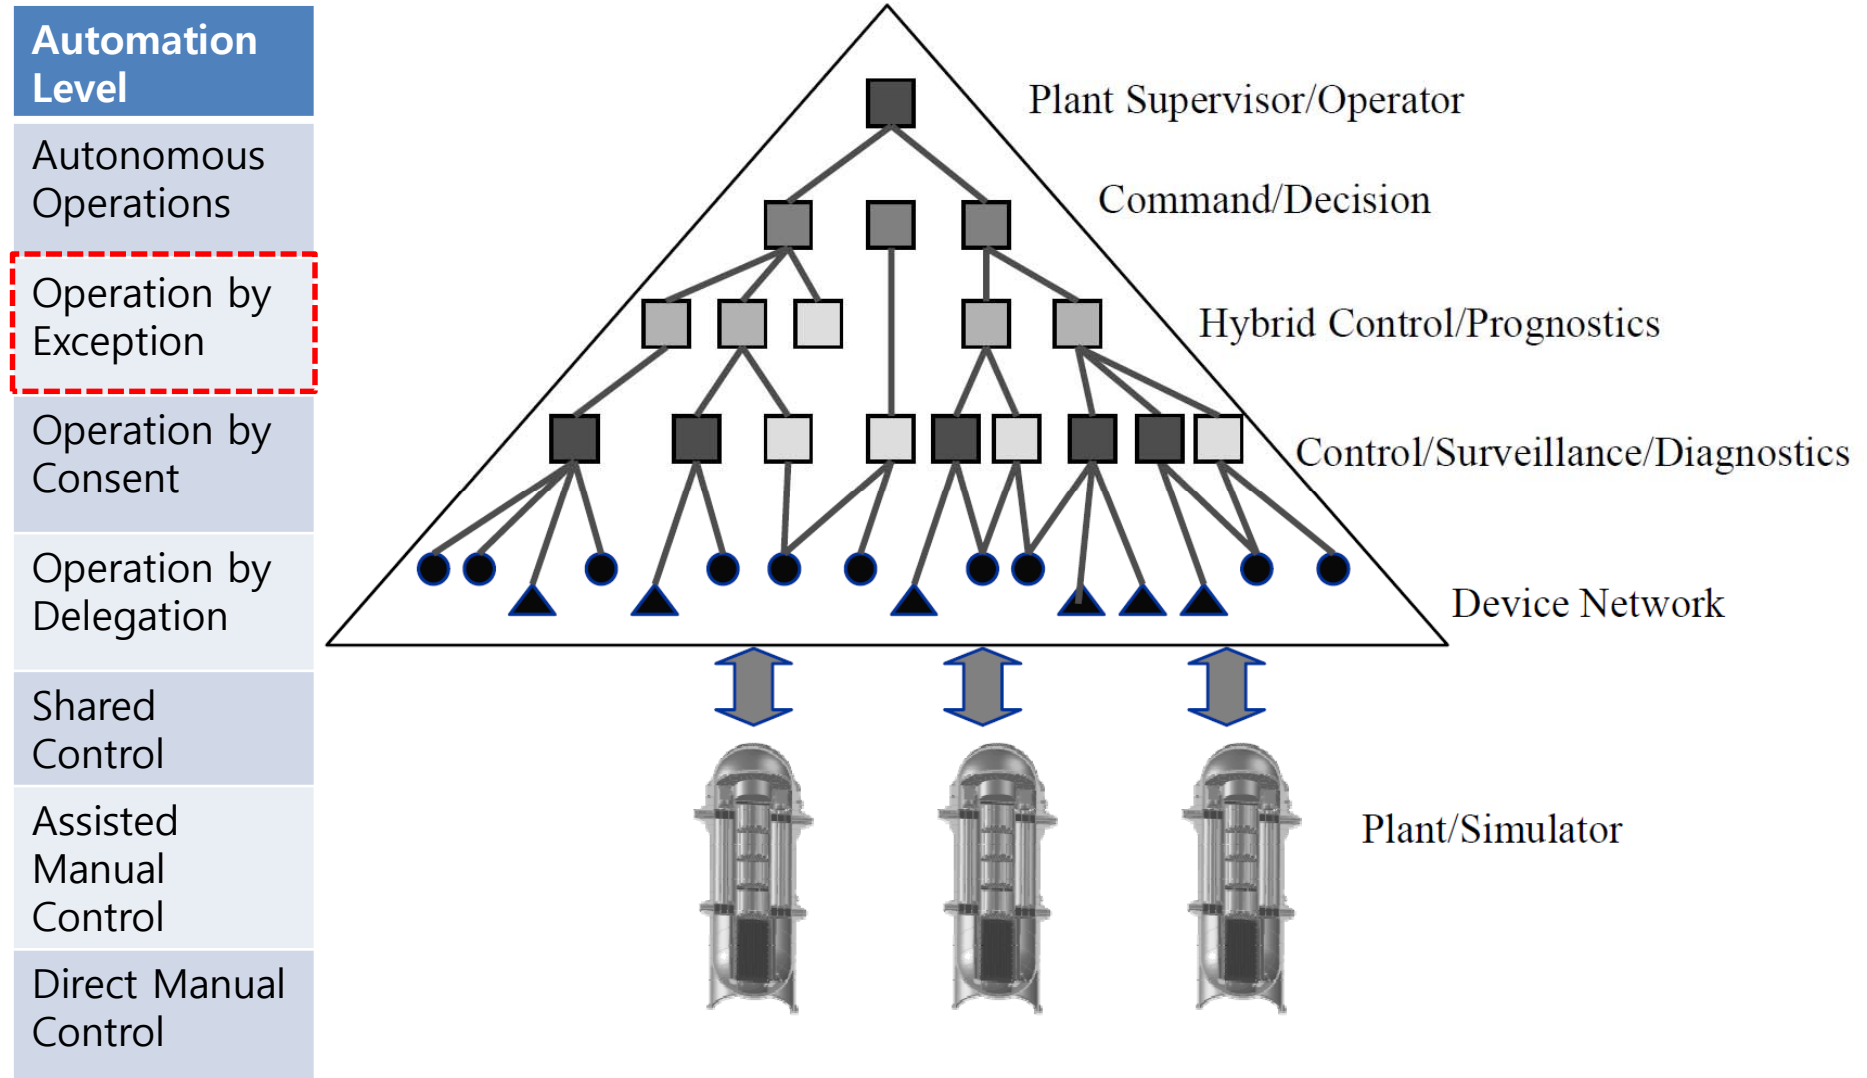 Automation
Level
Autonomous
Operations
Operation by
Exception
Operation by
Consent
Operation by
Delegation
Shared
Control
Assisted
Manual
Control
Direct Manual
Control
Plant Supervisor/Operator
Command/Decision
Hybrid Control/Prognostics
Control/Surveillance/Diagnostics
Device Network
Plant/Simulator